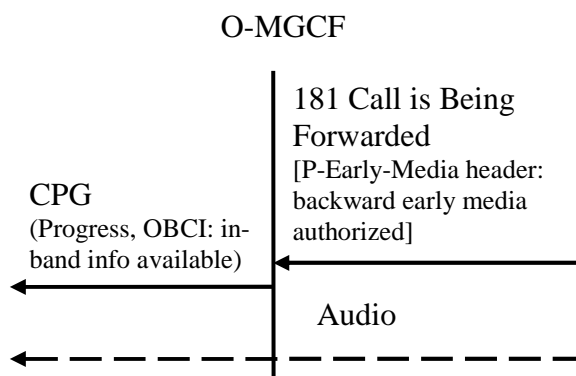 O-MGCF
181 Call is Being
Forwarded
[P-Early-Media header:
backward early media
authorized]
CPG
(Progress, OBCI: in-
band info available)
Audio